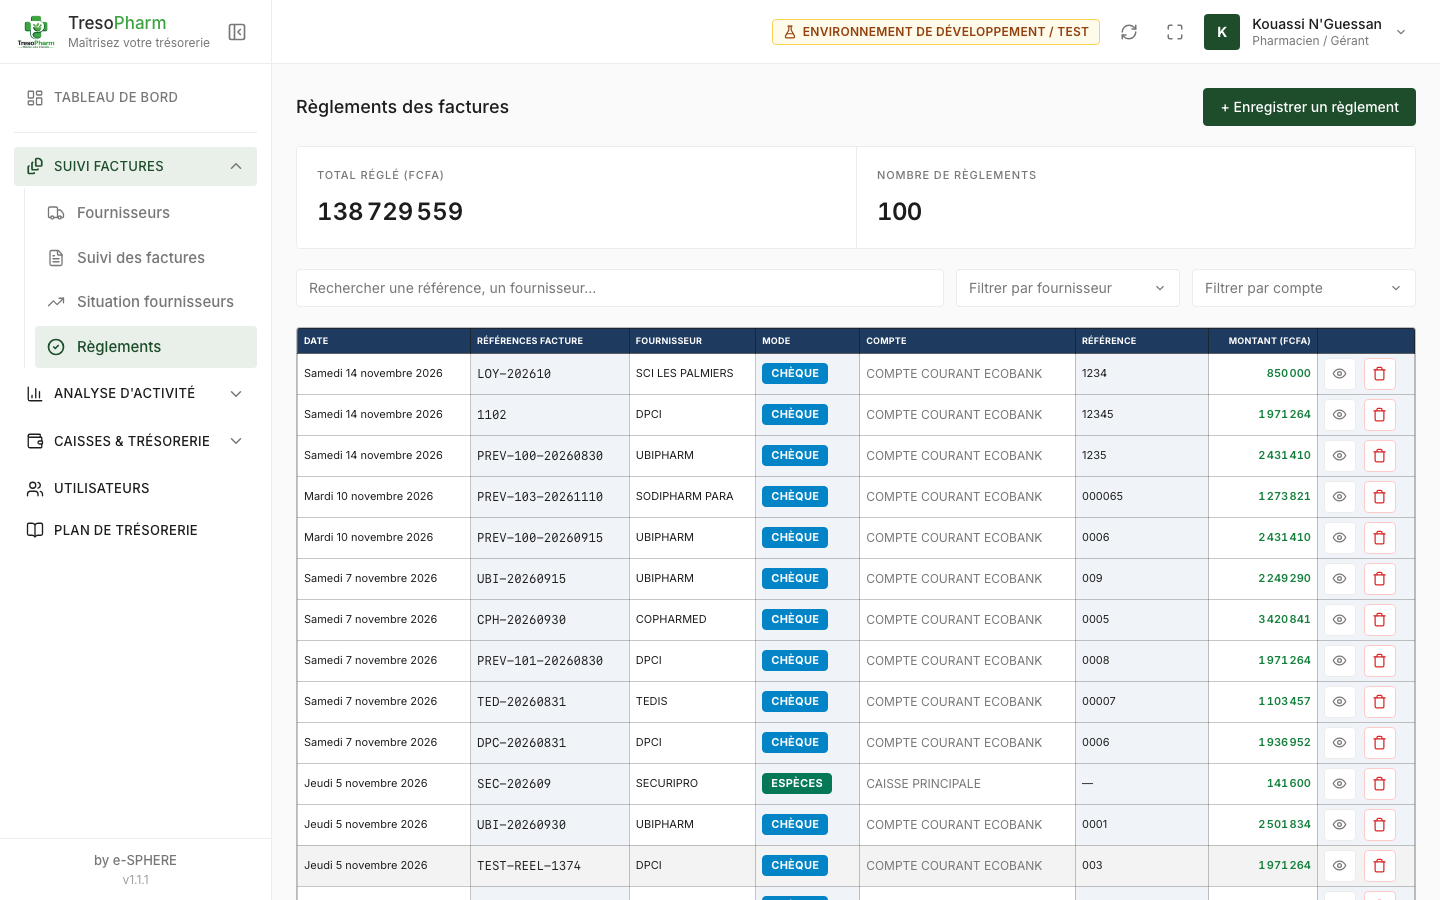 TresoPharm
TresoPharm
Maîtrisez votre trésorerie
ENVIRONNEMENT DE DÉVELOPPEMENT / TEST
K
Kouassi N'Guessan
Pharmacien / Gérant
TABLEAU DE BORD
SUIVI FACTURES
Fournisseurs
Suivi des factures
Situation fournisseurs
Règlements
ANALYSE D'ACTIVITÉ
CAISSES & TRÉSORERIE
UTILISATEURS
PLAN DE TRÉSORERIE
by e-SPHERE
v1.1.1
Règlements des factures
+ Enregistrer un règlement
TOTAL RÉGLÉ (FCFA)
138 729 559
NOMBRE DE RÈGLEMENTS
100
Rechercher une référence, un fournisseur...
Filtrer par fournisseur
Filtrer par compte
DATE RÉFÉRENCES FACTURE FOURNISSEUR MODE COMPTE RÉFÉRENCE MONTANT (FCFA)
Samedi 14 novembre 2026 LOY-202610 SCI LES PALMIERS CHÈQUE COMPTE COURANT ECOBANK 1234 850 000
Samedi 14 novembre 2026 1102 DPCI CHÈQUE COMPTE COURANT ECOBANK 12345 1 971 264
Samedi 14 novembre 2026 PREV-100-20260830 UBIPHARM CHÈQUE COMPTE COURANT ECOBANK 1235 2 431 410
Mardi 10 novembre 2026 PREV-103-20261110 SODIPHARM PARA CHÈQUE COMPTE COURANT ECOBANK 000065 1 273 821
Mardi 10 novembre 2026 PREV-100-20260915 UBIPHARM CHÈQUE COMPTE COURANT ECOBANK 0006 2 431 410
Samedi 7 novembre 2026 UBI-20260915 UBIPHARM CHÈQUE COMPTE COURANT ECOBANK 009 2 249 290
Samedi 7 novembre 2026 CPH-20260930 COPHARMED CHÈQUE COMPTE COURANT ECOBANK 0005 3 420 841
Samedi 7 novembre 2026 PREV-101-20260830 DPCI CHÈQUE COMPTE COURANT ECOBANK 0008 1 971 264
Samedi 7 novembre 2026 TED-20260831 TEDIS CHÈQUE COMPTE COURANT ECOBANK 00007 1 103 457
Samedi 7 novembre 2026 DPC-20260831 DPCI CHÈQUE COMPTE COURANT ECOBANK 0006 1 936 952
Jeudi 5 novembre 2026 SEC-202609 SECURIPRO ESPÈCES CAISSE PRINCIPALE — 141 600
Jeudi 5 novembre 2026 UBI-20260930 UBIPHARM CHÈQUE COMPTE COURANT ECOBANK 0001 2 501 834
Jeudi 5 novembre 2026 TEST-REEL-1374 DPCI CHÈQUE COMPTE COURANT ECOBANK 003 1 971 264